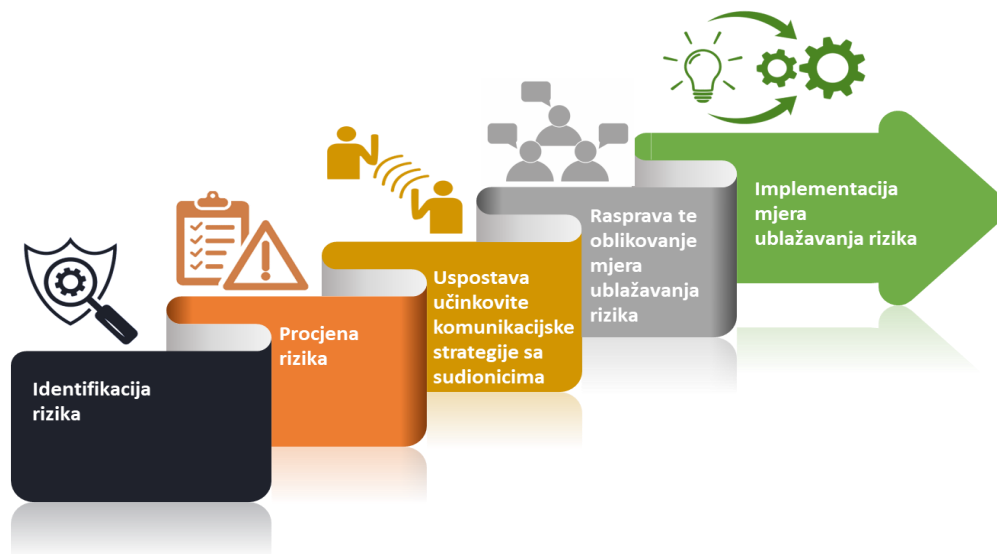 Identifikacija
rizika
Procjena
rizika
Uspostava
učinkovite
komunikacijske
strategije sa
sudionicima
Rasprava te
oblikovanje
mjera
ublažavanja
rizika
Implementacija
mjera
ublažavanja rizika